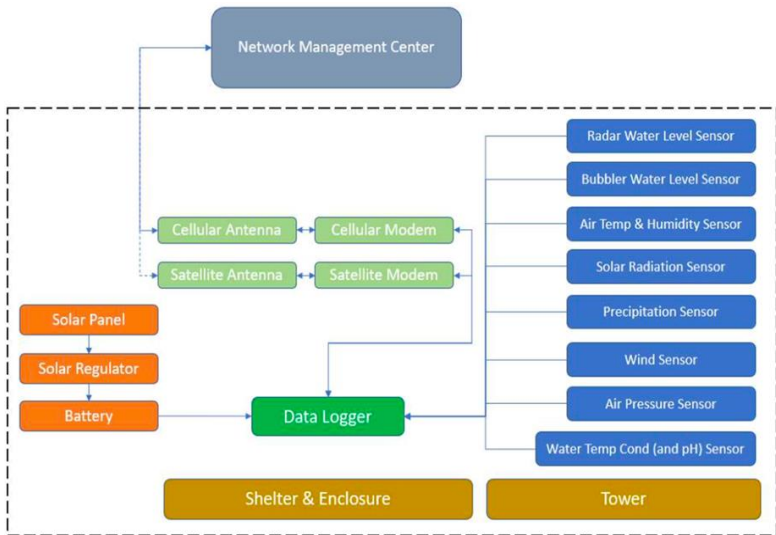 Network Management Center
Radar Water Level Sensor
Bubbler Water Level Sensor
Cellular Antenna
Cellular Modem
Air Temp & Humidity Sensor
Satellite Antenna
Satellite Modem
Solar Radiation Sensor
Solar Panel
Precipitation Sensor
Solar Regulator
Wind Sensor
Battery
Data Logger
Air Pressure Sensor
Water Temp Cond (and pH) Sensor
Shelter & Enclosure
Tower